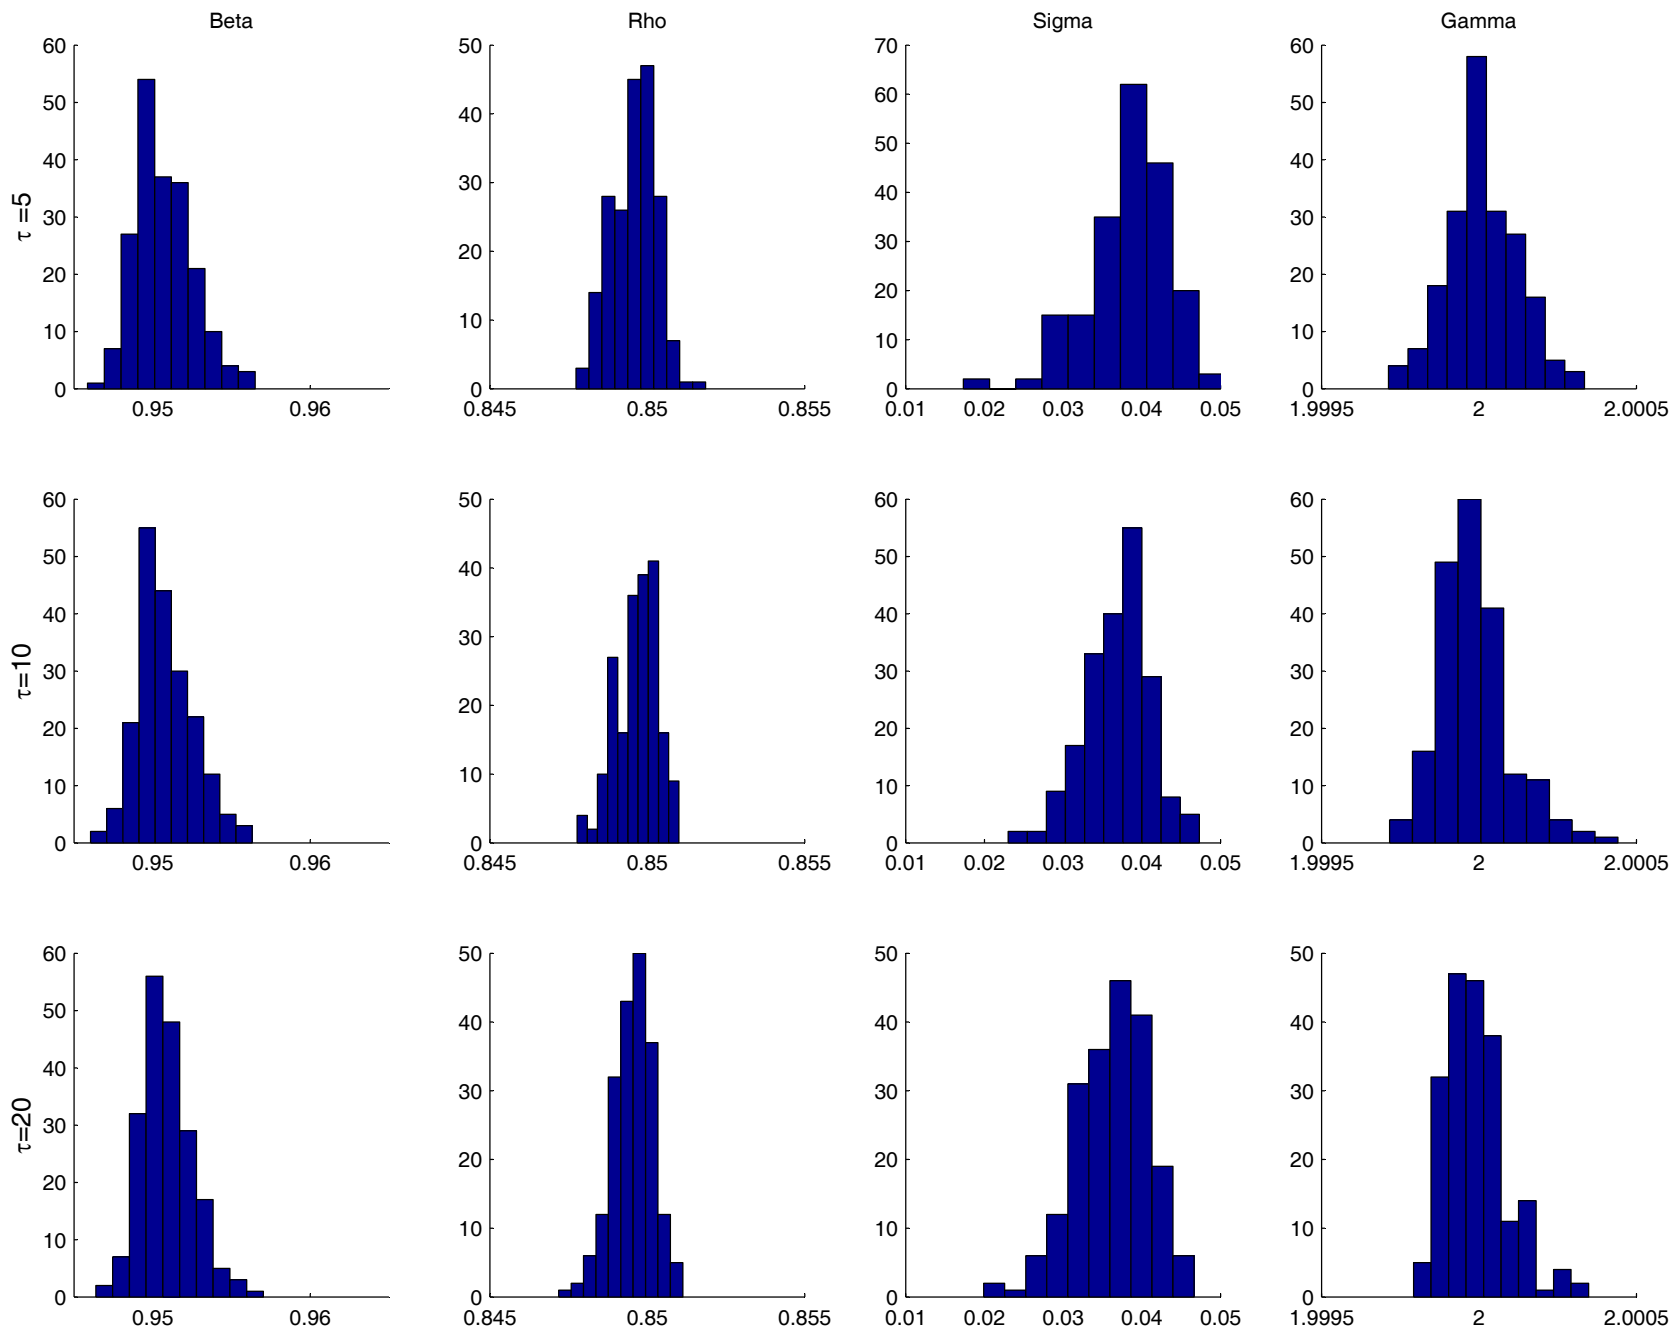 Beta Rho Sigma Gamma
60 50 70 60
50 40 60 50
40 30 50 40
30 20 40 30
20 10 30 20
10 0 20 10
0 10 0
0
τ =5
0.95 0.96 0.845 0.85 0.855 0.01 0.02 0.03 0.04 0.05 1.9995 2 2.0005
60 50 60 60
50 40 50 50
40 30 40 40
30 20 30 30
20 10 20 20
10 0 10 10
0 0 0
τ=10
0.95 0.96 0.845 0.85 0.855 0.01 0.02 0.03 0.04 0.05 1.9995 2 2.0005
60 50 50 50
50 40 40 40
40 30 30 30
30 20 20 20
20 10 10 10
10 0 0 0
0
τ=20
0.95 0.96 0.845 0.85 0.855 0.01 0.02 0.03 0.04 0.05 1.9995 2 2.0005